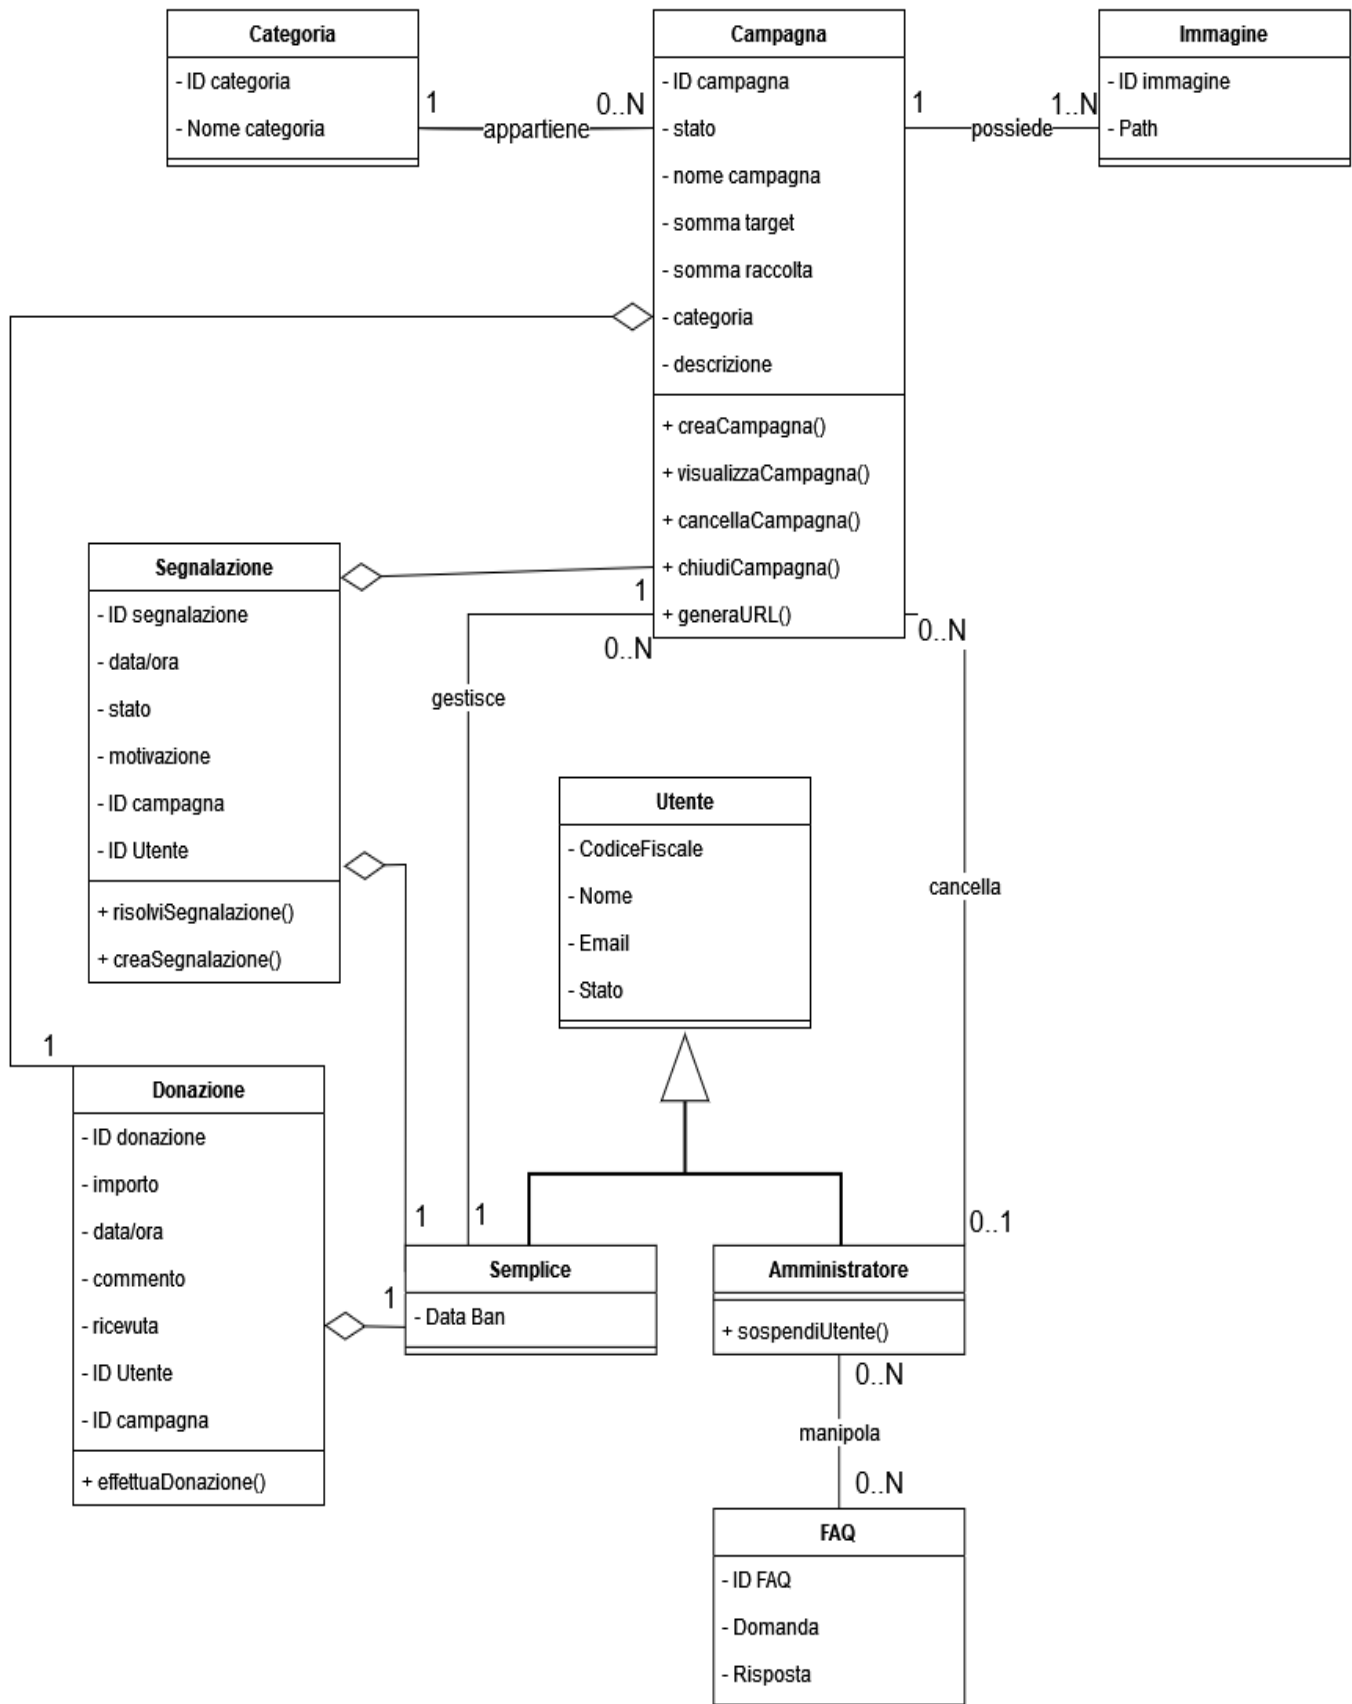 Categoria
- ID categoria
- Nome categoria
1
appartiene
0..N
Campagna
- ID campagna
- stato
- nome campagna
- somma target
- somma raccolta
- categoria
- descrizione
+ creaCampagna()
+ visualizzaCampagna()
+ cancellaCampagna()
+ chiudiCampagna()
+ generaURL()
1
possiede
1..N
Immagine
- ID immagine
- Path
Segnalazione
- ID segnalazione
- data/ora
- stato
- motivazione
- ID campagna
- ID Utente
+ risolviSegnalazione()
+ creaSegnalazione()
1
0..N
gestisce
0..N
cancella
Utente
- CodiceFiscale
- Nome
- Email
- Stato
1
Donazione
- ID donazione
- importo
- data/ora
- commento
- ricevuta
- ID Utente
- ID campagna
+ effettuaDonazione()
1
1
1
Semplice
- Data Ban
0..1
Amministratore
+ sospendiUtente()
0..N
manipola
0..N
FAQ
- ID FAQ
- Domanda
- Risposta